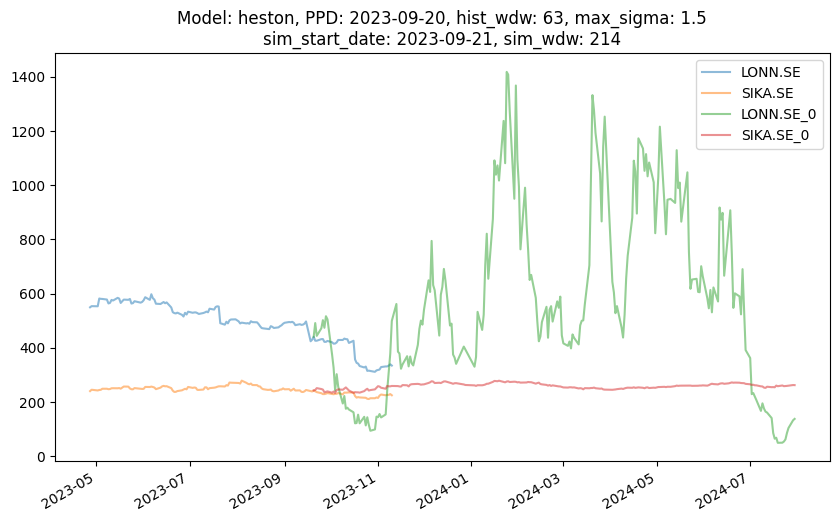 Model: heston, PPD: 2023-09-20, hist_wdw: 63, max_sigma: 1.5
sim_start_date: 2023-09-21, sim_wdw: 214
LONN.SE
SIKA.SE
LONN.SE_0
SIKA.SE_0
1400
1200
1000
800
600
400
200
0
2023-05
2023-07
2023-09
2023-11
2024-01
2024-03
2024-05
2024-07